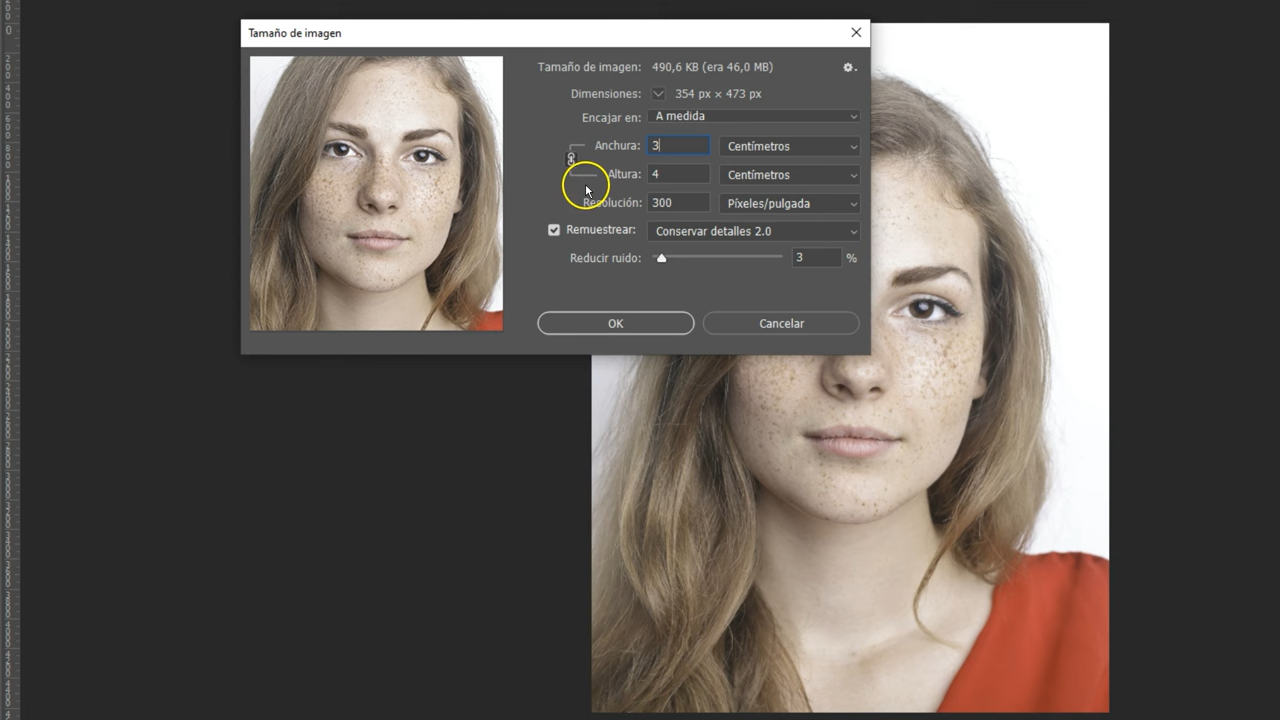 Tamaño de imagen
Tamaño de imagen: 490,6 KB (era 46,0 MB)
Dimensiones: 354 px × 473 px
Encajar en: A medida
Anchura: 3 Centímetros
Altura: 4 Centímetros
Resolución: 300 Píxeles/pulgada
Remuestrear: Conservar detalles 2.0
Reducir ruido: 3 %
OK Cancelar